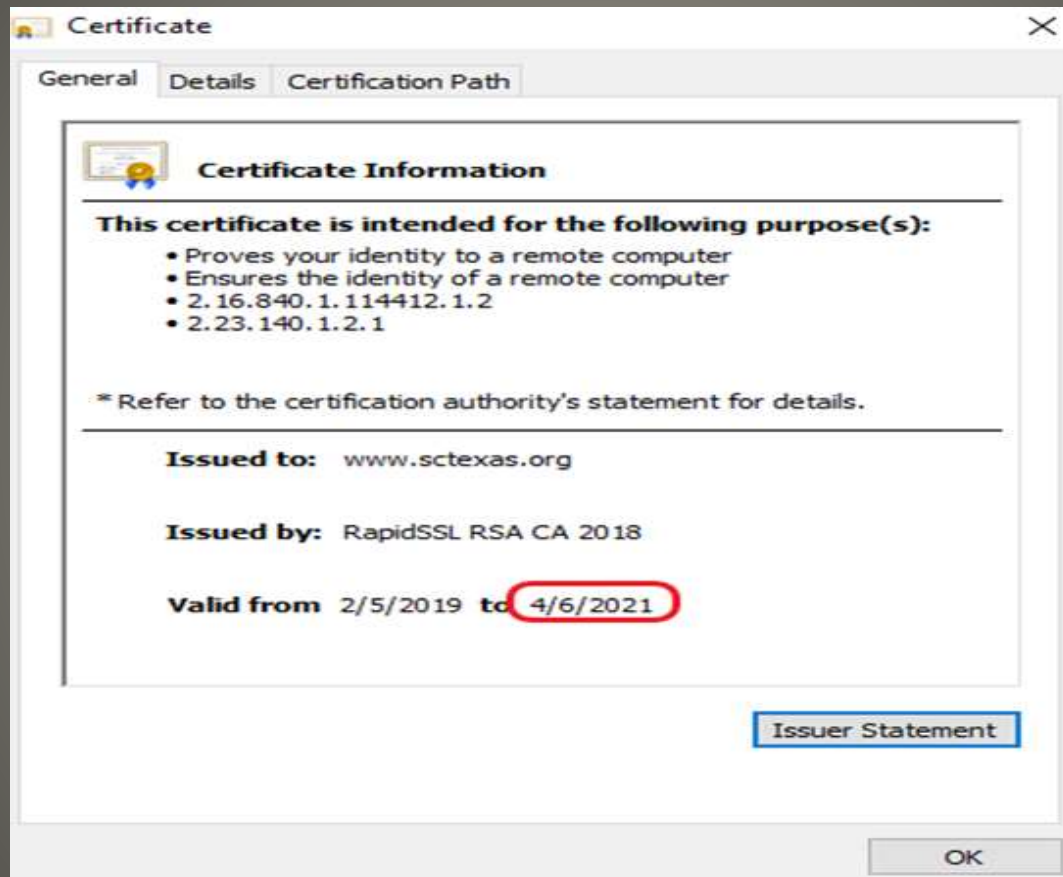 Certificate
General Details Certification Path
Certificate Information
This certificate is intended for the following purpose(s):
• Proves your identity to a remote computer
• Ensures the identity of a remote computer
• 2.16.840.1.114412.1.2
• 2.23.140.1.2.1
* Refer to the certification authority's statement for details.
Issued to: www.sctexas.org
Issued by: RapidSSL RSA CA 2018
Valid from 2/5/2019 to 4/6/2021
Issuer Statement
OK